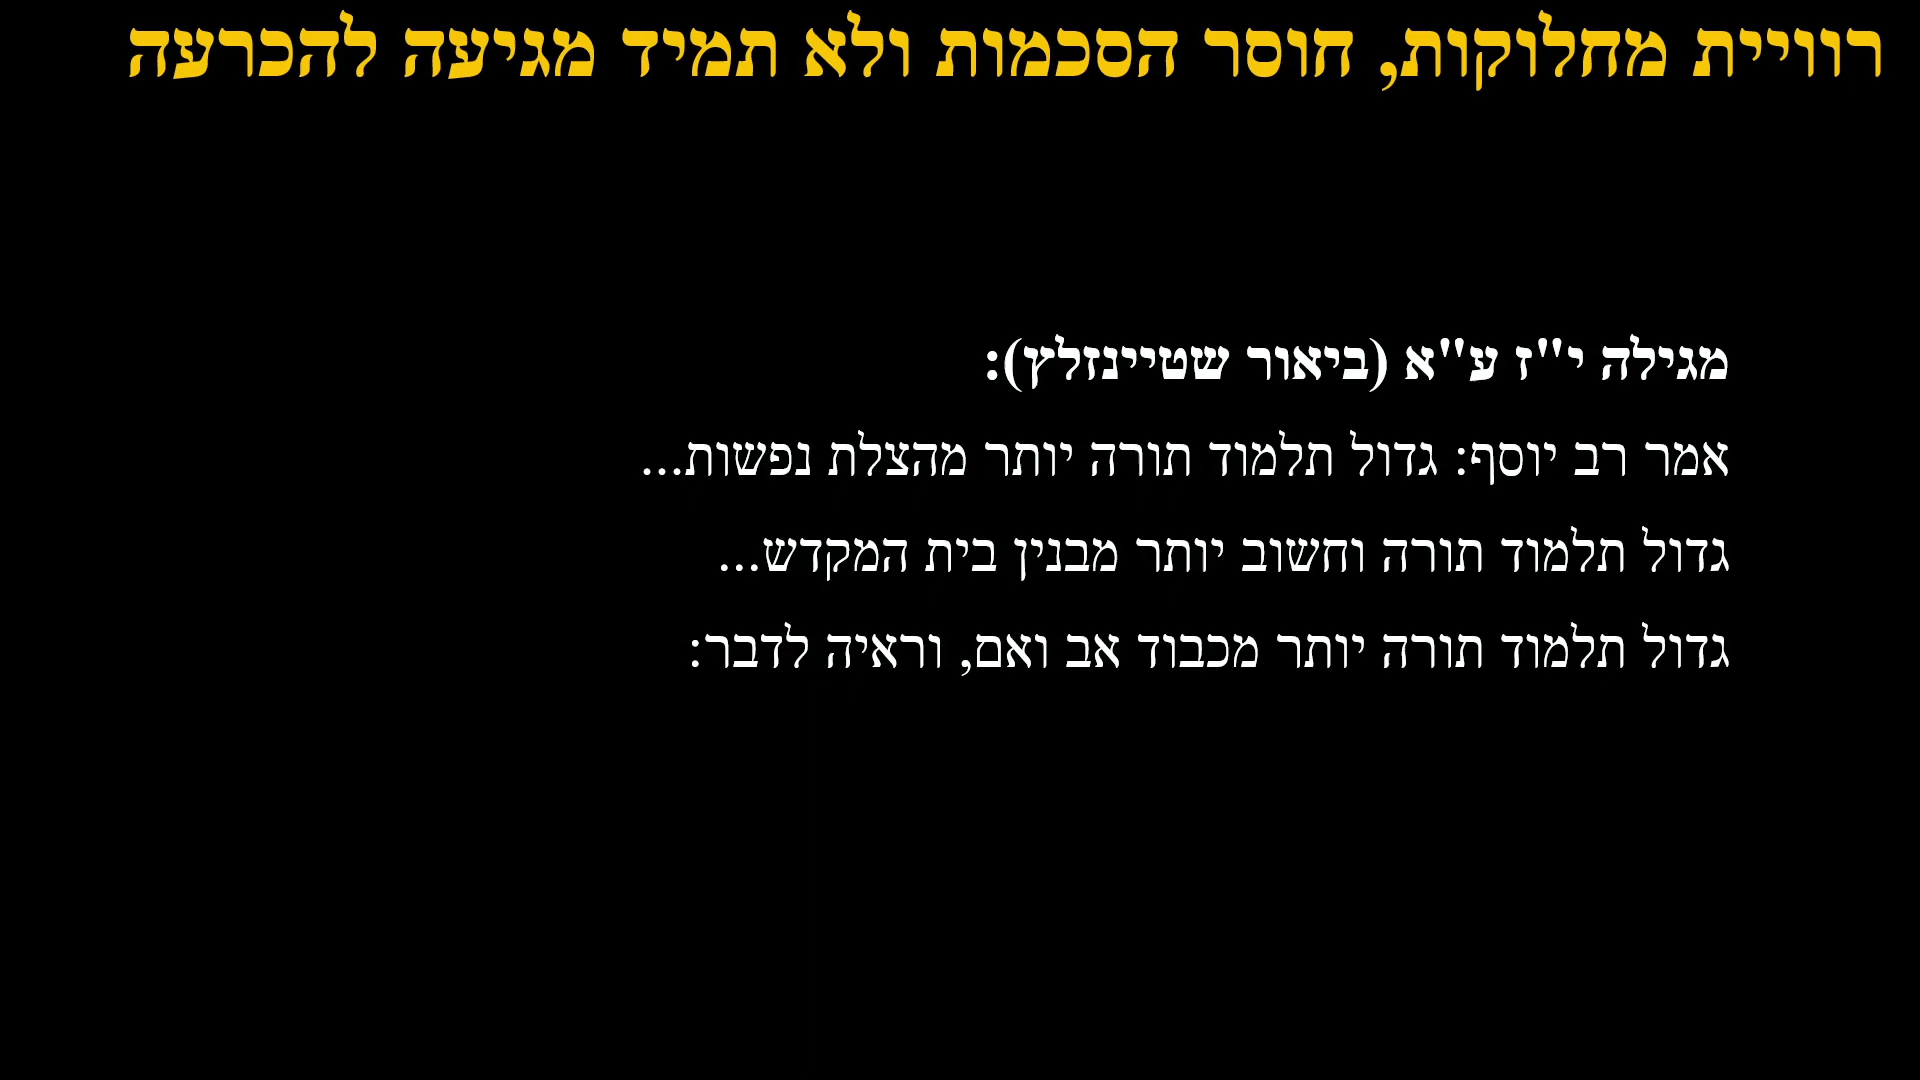 רוויית מחלוקות, חוסר הסכמות ולא תמיד מגיעה להכרעה
מגילה י"ז ע"א (ביאור שטיינזלץ):
אמר רב יוסף: גדול תלמוד תורה יותר מהצלת נפשות...
גדול תלמוד תורה וחשוב יותר מבנין בית המקדש...
גדול תלמוד תורה יותר מכבוד אב ואם, וראיה לדבר: